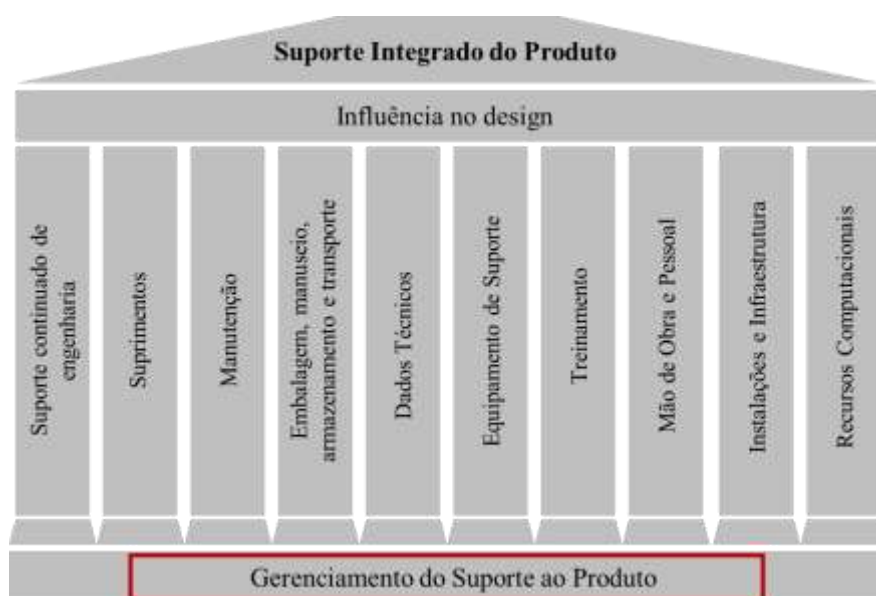 Suporte Integrado do Produto
Influência no design
Suporte continuado de
engenharia
Suprimentos
Manutenção
Embalagem, manuseio,
armazenamento e transporte
Dados Técnicos
Equipamento de Suporte
Treinamento
Mão de Obra e Pessoal
Instalações e Infraestrutura
Recursos Computacionais
Gerenciamento do Suporte ao Produto